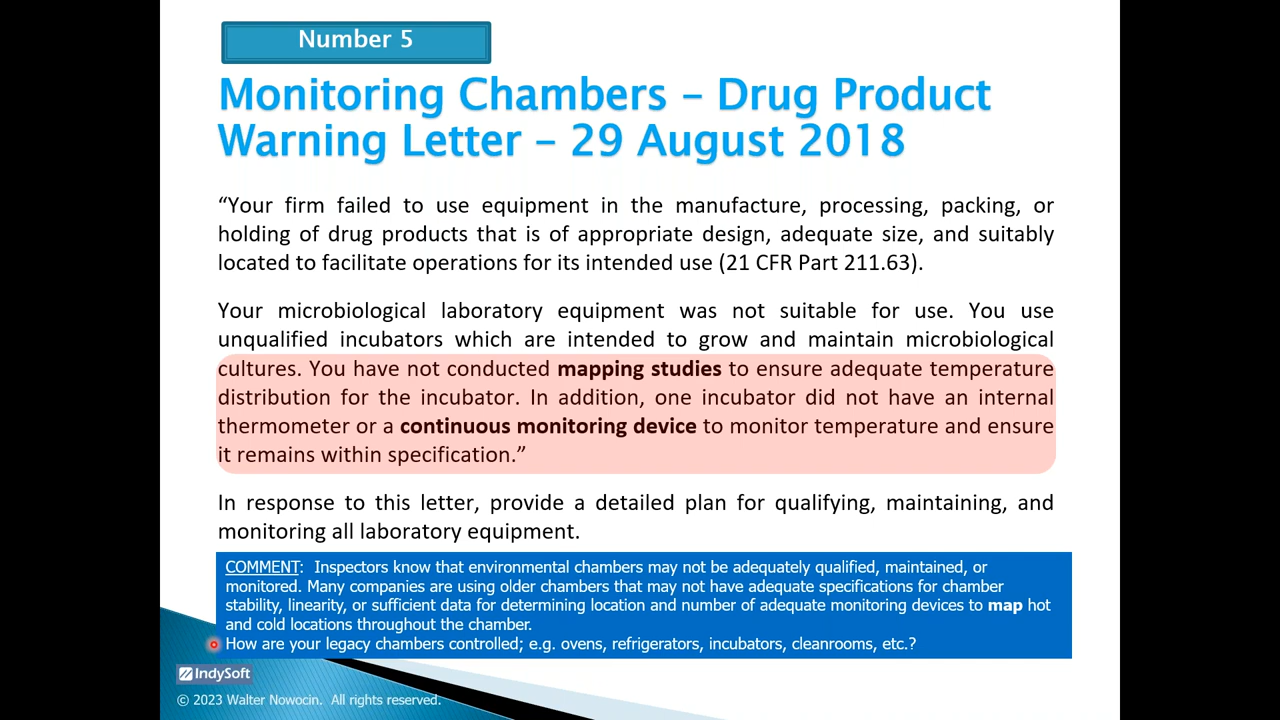 Number 5
Monitoring Chambers – Drug Product
Warning Letter – 29 August 2018
“Your firm failed to use equipment in the manufacture, processing, packing, or
holding of drug products that is of appropriate design, adequate size, and suitably
located to facilitate operations for its intended use (21 CFR Part 211.63).
Your microbiological laboratory equipment was not suitable for use. You use
unqualified incubators which are intended to grow and maintain microbiological
cultures. You have not conducted mapping studies to ensure adequate temperature
distribution for the incubator. In addition, one incubator did not have an internal
thermometer or a continuous monitoring device to monitor temperature and ensure
it remains within specification.”
In response to this letter, provide a detailed plan for qualifying, maintaining, and
monitoring all laboratory equipment.
COMMENT: Inspectors know that environmental chambers may not be adequately qualified, maintained, or
monitored. Many companies are using older chambers that may not have adequate specifications for chamber
stability, linearity, or sufficient data for determining location and number of adequate monitoring devices to map hot
and cold locations throughout the chamber.
How are your legacy chambers controlled; e.g. ovens, refrigerators, incubators, cleanrooms, etc.?
IndySoft
© 2023 Walter Nowocin. All rights reserved.